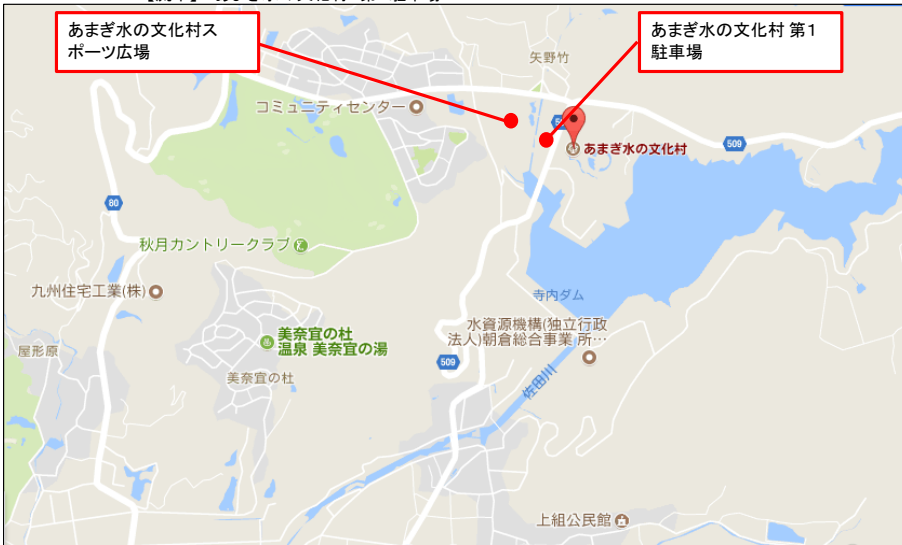 あまぎ水の文化村ス
ポーツ広場
あまぎ水の文化村 第1
駐車場
矢野竹
コミュニティセンター
あまぎ水の文化村
509
80
秋月カントリークラブ
九州住宅工業(株)
寺内ダム
水資源機構(独立行政
法人)朝倉総合事業 所…
美奈宜の杜
温泉 美奈宜の湯
屋形原
509
美奈宜の杜
佐田川
上組公民館